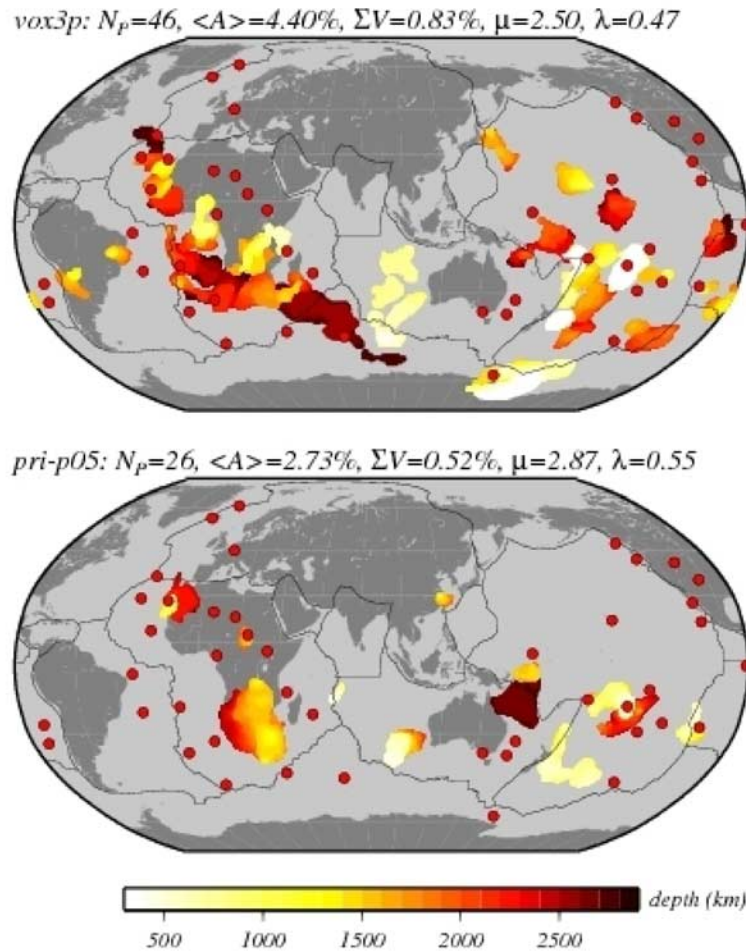 vox3p: N_P=46, <A>=4.40%, ΣV=0.83%, μ=2.50, λ=0.47
pri-p05: N_P=26, <A>=2.73%, ΣV=0.52%, μ=2.87, λ=0.55
depth (km)
500 1000 1500 2000 2500